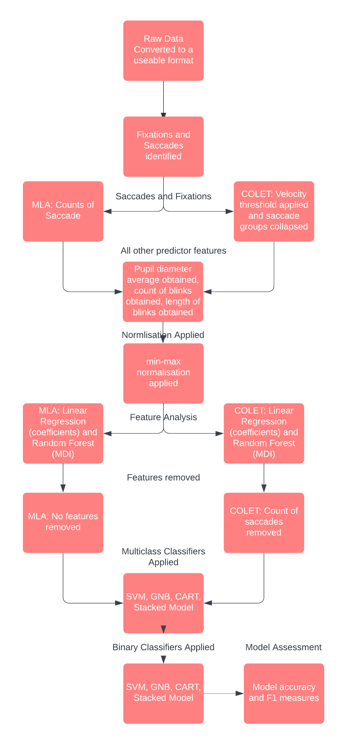 Raw Data
Converted to a
useable format
Fixations and
Saccades
identified
Saccades and Fixations
MLA: Counts of
Saccade
COLET: Velocity
threshold applied
and saccade
groups collapsed
All other predictor features
Pupil diameter
average obtained,
count of blinks
obtained, length of
blinks obtained
Normlisation Applied
min-max
normalisation
applied
Feature Analysis
MLA: Linear
Regression
(coefficients) and
Random Forest
(MDI)
COLET: Linear
Regression
(coefficients) and
Random Forest
(MDI)
Features removed
MLA: No features
removed
COLET: Count of
saccades
removed
Multiclass Classifiers
Applied
SVM, GNB, CART,
Stacked Model
Binary Classifiers Applied
Model Assessment
SVM, GNB, CART,
Stacked Model
Model accuracy
and F1 measures